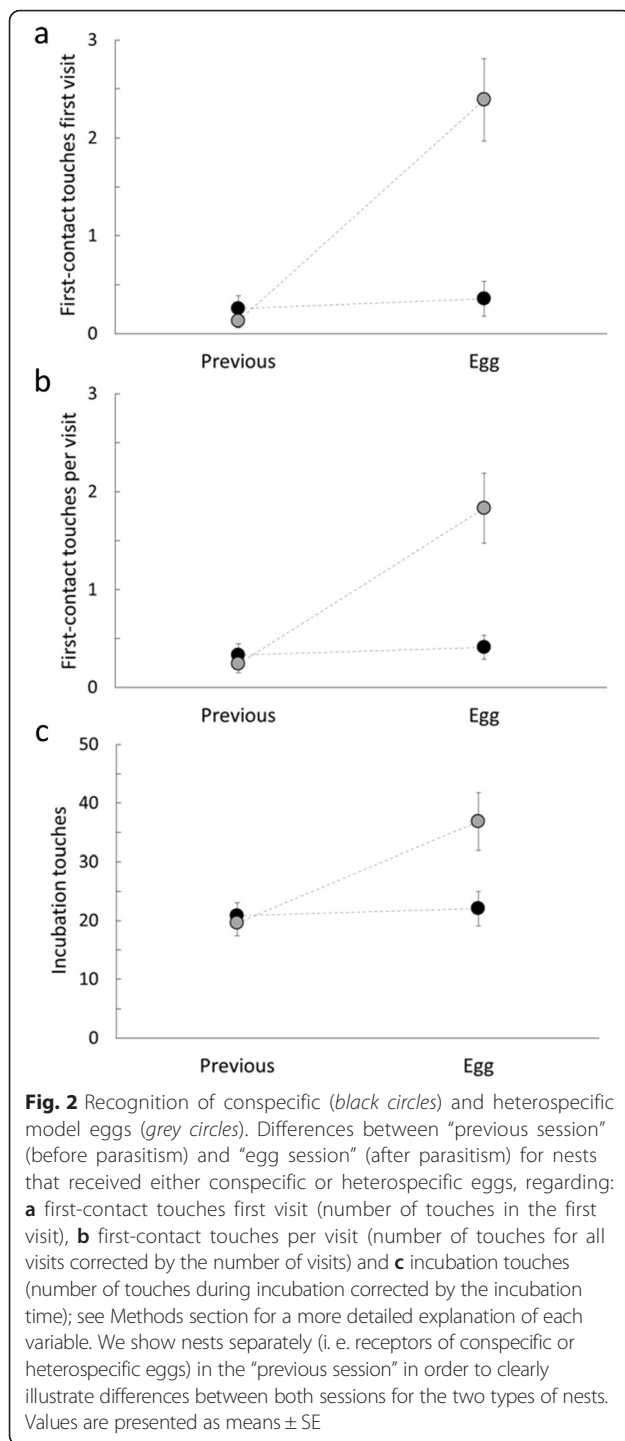 a
3
2
1
0
First-contact touches first visit
Previous Egg
b
3
2
1
0
First-contact touches per visit
Previous Egg
c
50
40
30
20
10
0
Incubation touches
Previous Egg
Fig. 2 Recognition of conspecific (black circles) and heterospecific
model eggs (grey circles). Differences between “previous session”
(before parasitism) and “egg session” (after parasitism) for nests
that received either conspecific or heterospecific eggs, regarding:
a first-contact touches first visit (number of touches in the first
visit), b first-contact touches per visit (number of touches for all
visits corrected by the number of visits) and c incubation touches
(number of touches during incubation corrected by the incubation
time); see Methods section for a more detailed explanation of each
variable. We show nests separately (i. e. receptors of conspecific or
heterospecific eggs) in the “previous session” in order to clearly
illustrate differences between both sessions for the two types of nests.
Values are presented as means ± SE